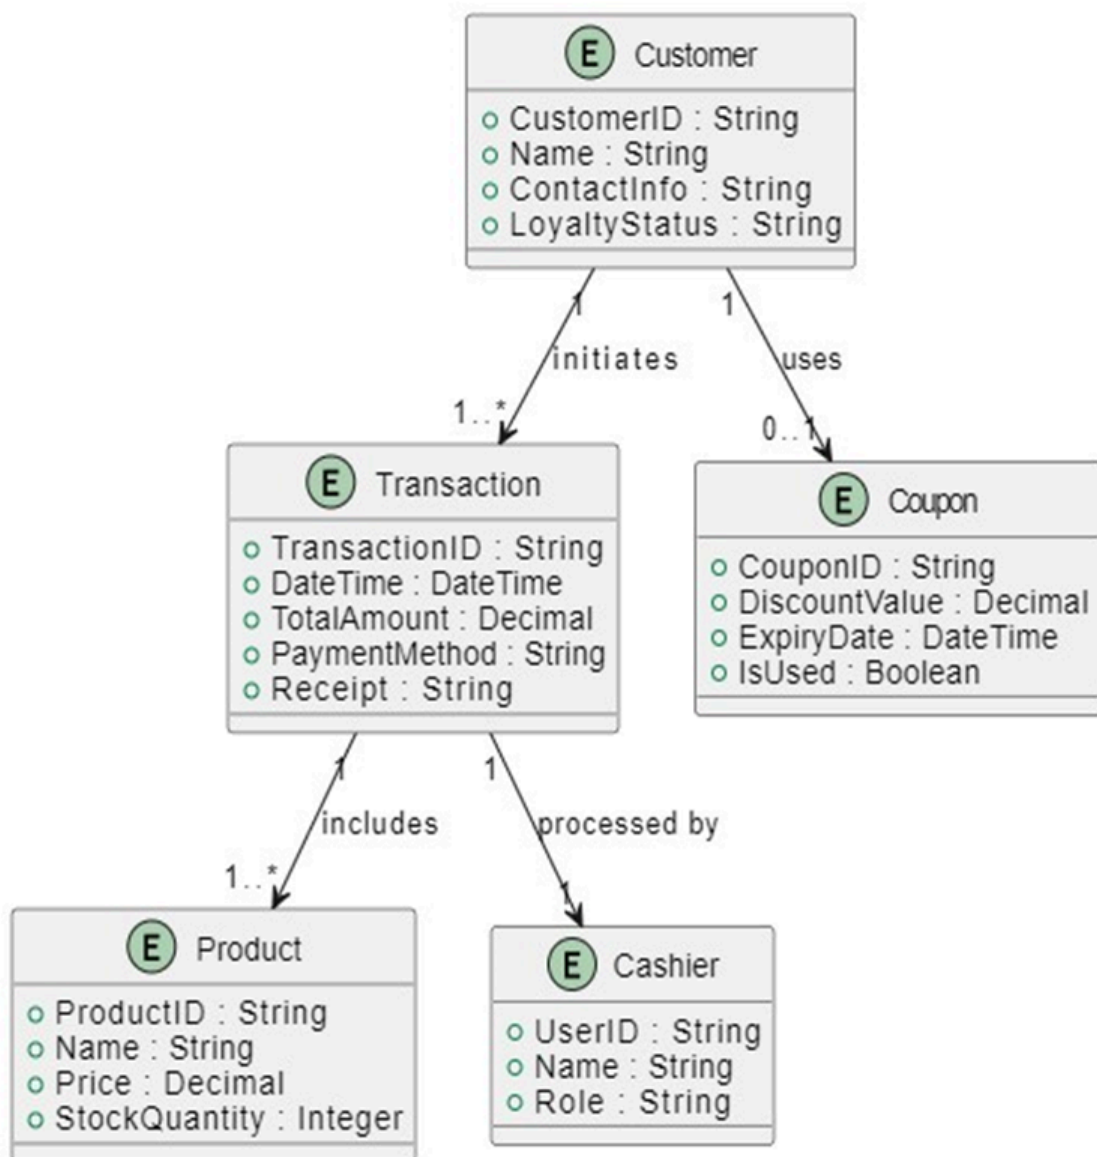 E Customer
CustomerID : String
Name : String
ContactInfo : String
LoyaltyStatus : String
1
1
initiates
uses
1..*
0..1
E Transaction
TransactionID : String
DateTime : DateTime
TotalAmount : Decimal
PaymentMethod : String
Receipt : String
E Coupon
CouponID : String
DiscountValue : Decimal
ExpiryDate : DateTime
IsUsed : Boolean
1
1
includes
processed by
1..*
1
E Product
ProductID : String
Name : String
Price : Decimal
StockQuantity : Integer
E Cashier
UserID : String
Name : String
Role : String